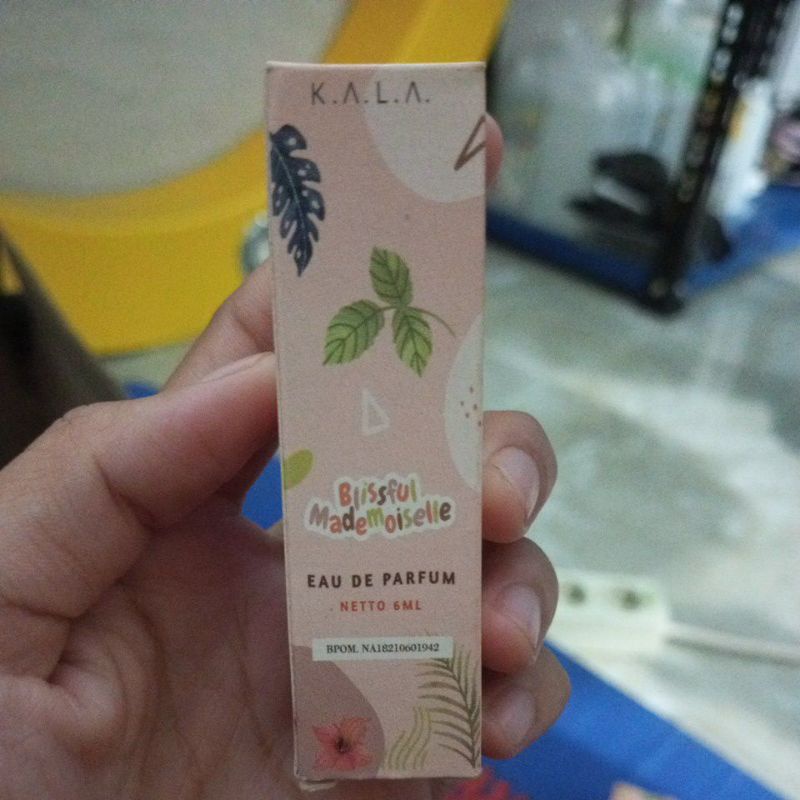 K.A.L.A.
Blissful
Mademoiselle
EAU DE PARFUM
NETTO 6ML
BPOM. NA18210601942